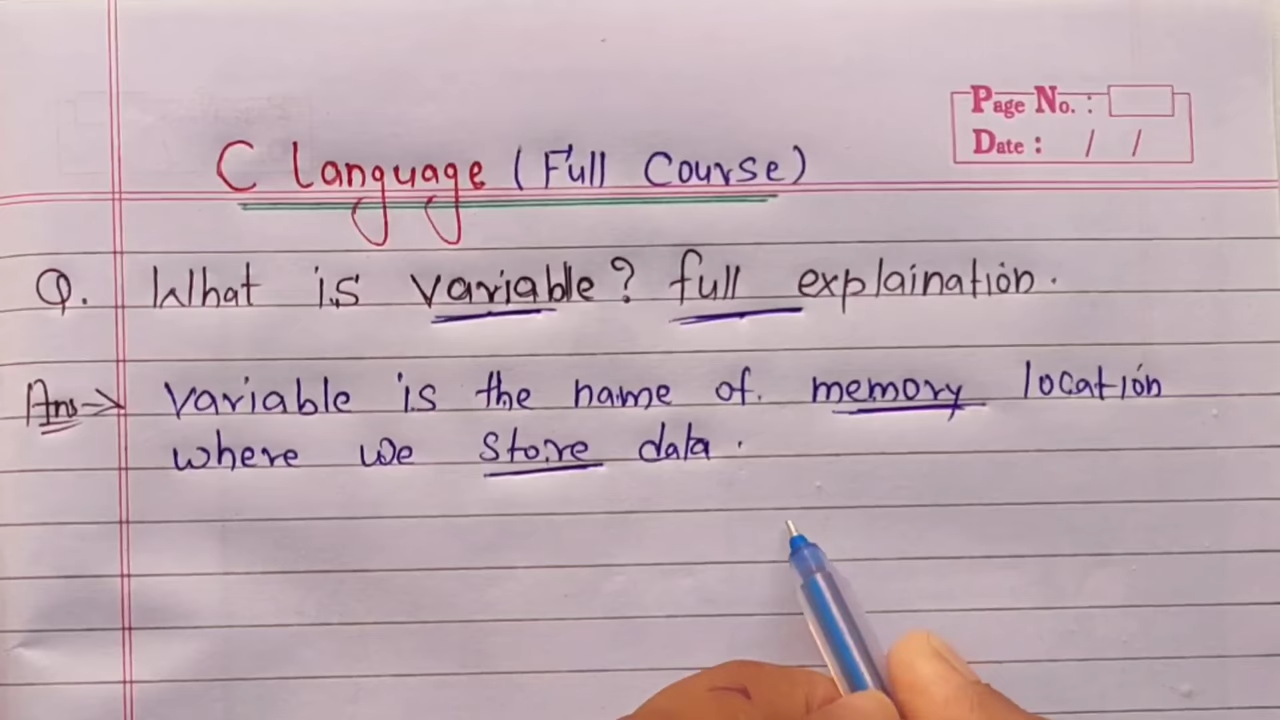 Page No. :
Date : / /
C Language (Full Course)
Q. What is variable? full explaination.
Ans-> Variable is the name of. memory location
where we store data.